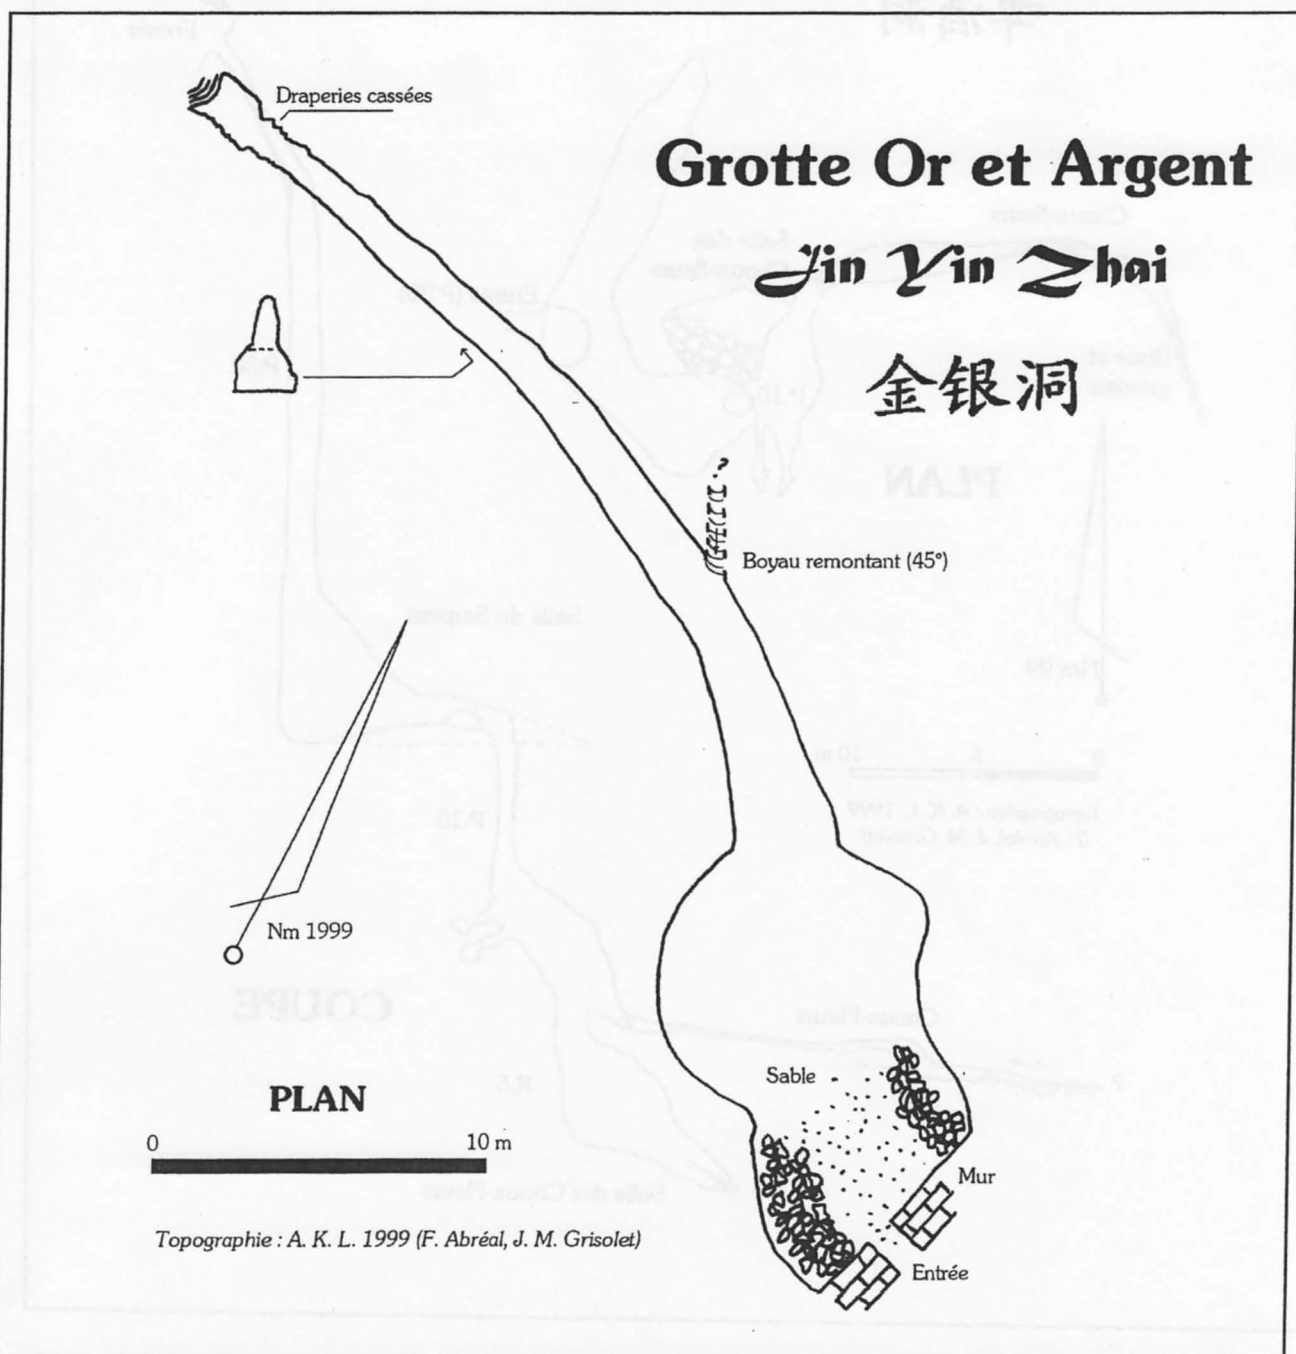 Draperies cassées
Grotte Or et Argent
Jin Yin Zhai
金银洞
?
Boyau remontant (45°)
Nm 1999
PLAN
0 10 m
Topographie : A. K. L. 1999 (F. Abréal, J. M. Grisolet)
Sable
Mur
Entrée